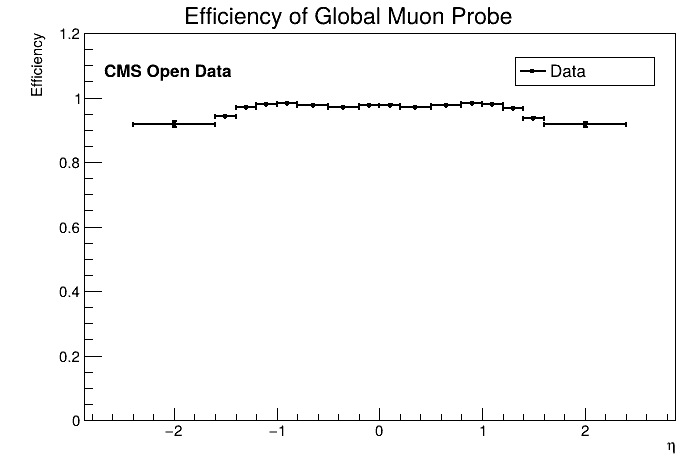 Efficiency of Global Muon Probe
Efficiency
CMS Open Data
Data
1.2
1
0.8
0.6
0.4
0.2
0
−2
−1
0
1
2
η